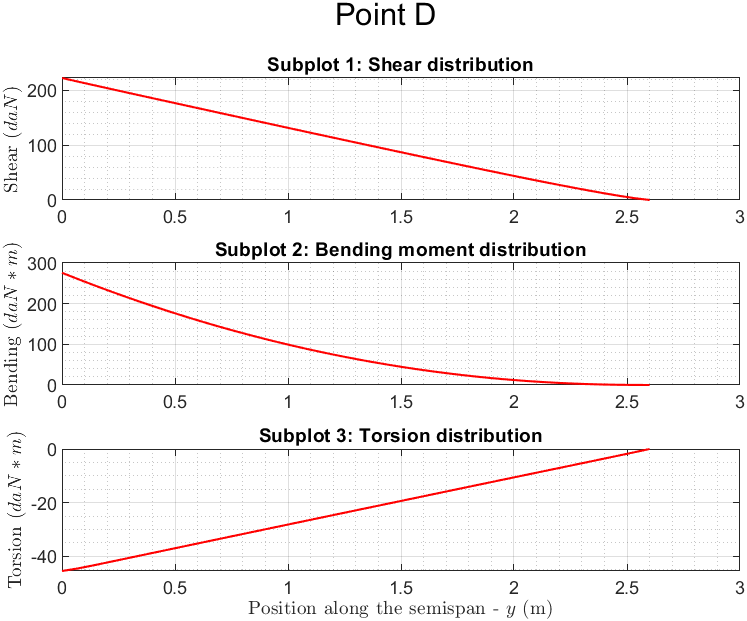 Point D
Subplot 1: Shear distribution
Shear (daN)
200
100
0
0 0.5 1 1.5 2 2.5 3
Subplot 2: Bending moment distribution
Bending (daN * m)
300
200
100
0
0 0.5 1 1.5 2 2.5 3
Subplot 3: Torsion distribution
Torsion (daN * m)
0
-20
-40
0 0.5 1 1.5 2 2.5 3
Position along the semispan - y (m)